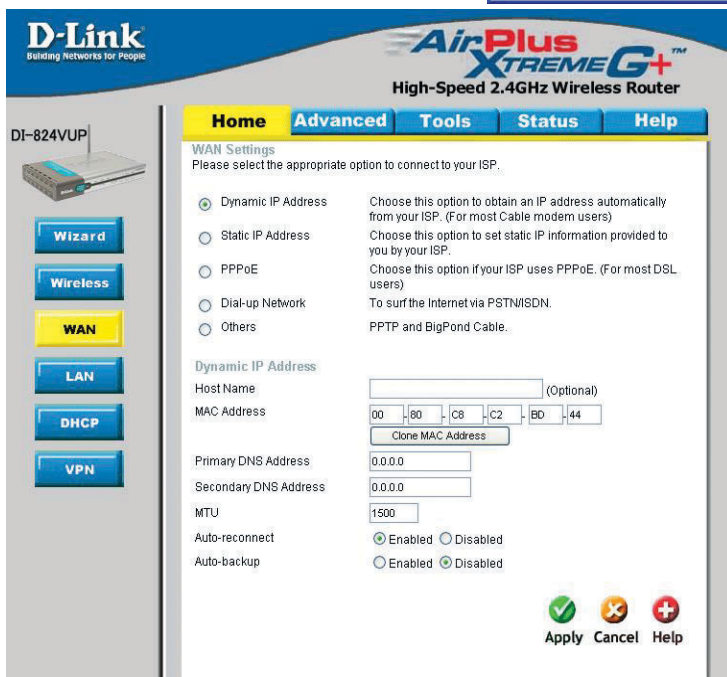 D-Link
Building Networks for People
AirPlus
XTREME G+™
High-Speed 2.4GHz Wireless Router
DI-824VUP
Home Advanced Tools Status Help
Wizard
Wireless
WAN
LAN
DHCP
VPN
WAN Settings
Please select the appropriate option to connect to your ISP.
Dynamic IP Address Choose this option to obtain an IP address automatically
from your ISP. (For most Cable modem users)
Static IP Address Choose this option to set static IP information provided to
you by your ISP.
PPPoE Choose this option if your ISP uses PPPoE. (For most DSL
users)
Dial-up Network To surf the Internet via PSTN/ISDN.
Others PPTP and BigPond Cable.
Dynamic IP Address
Host Name (Optional)
MAC Address 00 - 80 - C8 - C2 - BD - 44
Clone MAC Address
Primary DNS Address 0.0.0.0
Secondary DNS Address 0.0.0.0
MTU 1500
Auto-reconnect Enabled Disabled
Auto-backup Enabled Disabled
Apply Cancel Help